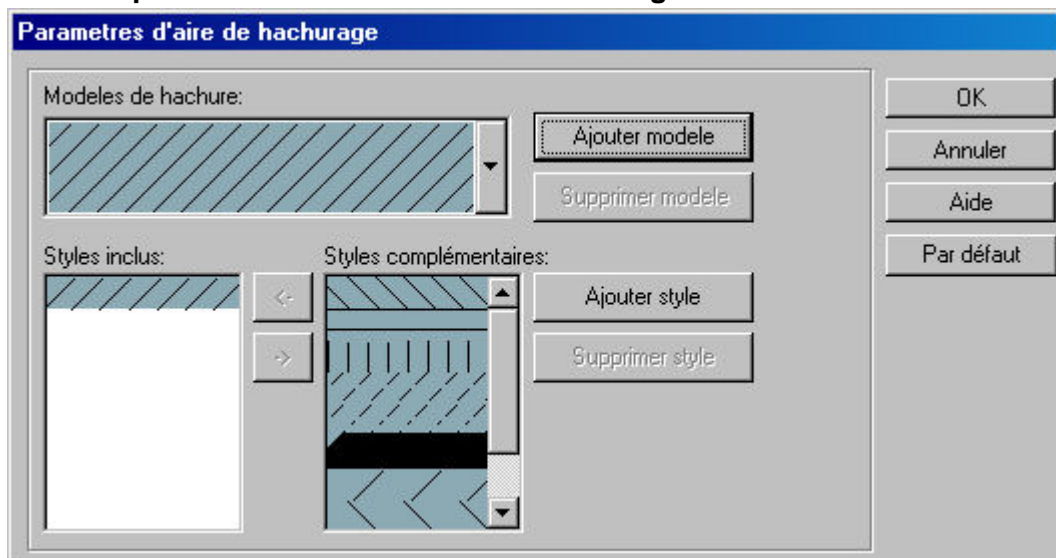 Parametres d'aire de hachurage
Modeles de hachure:
Ajouter modele
Supprimer modele
OK
Annuler
Aide
Par défaut
Styles inclus:
Styles complémentaires:
<-
->
Ajouter style
Supprimer style